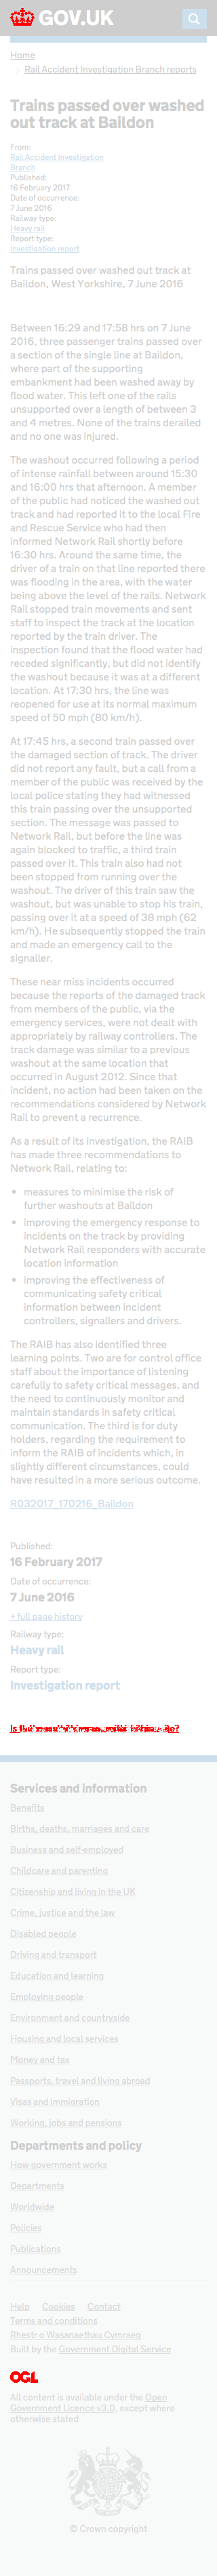 GOV.UK
Home
Rail Accident Investigation Branch reports
Trains passed over washed
out track at Baildon
From:
Rail Accident Investigation
Branch
Published:
16 February 2017
Date of occurrence:
7 June 2016
Railway type:
Heavy rail
Report type:
Investigation report
Trains passed over washed out track at
Baildon, West Yorkshire, 7 June 2016
Between 16:29 and 17:58 hrs on 7 June
2016, three passenger trains passed over
a section of the single line at Baildon,
where part of the supporting
embankment had been washed away by
flood water. This left one of the rails
unsupported over a length of between 3
and 4 metres. None of the trains derailed
and no one was injured.
The washout occurred following a period
of intense rainfall between around 15:30
and 16:00 hrs that afternoon. A member
of the public had noticed the washed out
track and had reported it to the local Fire
and Rescue Service who had then
informed Network Rail shortly before
16:30 hrs. Around the same time, the
driver of a train on that line reported there
was flooding in the area, with the water
being above the level of the rails. Network
Rail stopped train movements and sent
staff to inspect the track at the location
reported by the train driver. The
inspection found that the flood water had
receded significantly, but did not identify
the washout because it was at a different
location. At 17:30 hrs, the line was
reopened for use at its normal maximum
speed of 50 mph (80 km/h).
At 17:45 hrs, a second train passed over
the damaged section of track. The driver
did not report any fault, but a call from a
member of the public was received by the
local police stating they had witnessed
this train passing over the unsupported
section. The message was passed to
Network Rail, but before the line was
again blocked to traffic, a third train
passed over it. This train also had not
been stopped from running over the
washout. The driver of this train saw the
washout, but was unable to stop his train,
passing over it at a speed of 38 mph (62
km/h). He subsequently stopped the train
and made an emergency call to the
signaller.
These near miss incidents occurred
because the reports of the damaged track
from members of the public, via the
emergency services, were not dealt with
appropriately by railway controllers. The
track damage was similar to a previous
washout at the same location that
occurred in August 2012. Since that
incident, no action had been taken on the
recommendations considered by Network
Rail to prevent a recurrence.
As a result of its investigation, the RAIB
has made three recommendations to
Network Rail, relating to:
• measures to minimise the risk of
further washouts at Baildon
• improving the emergency response to
incidents on the track by providing
Network Rail responders with accurate
location information
• improving the effectiveness of
communicating safety critical
information between incident
controllers, signallers and drivers.
The RAIB has also identified three
learning points. Two are for control office
staff about the importance of listening
carefully to safety critical messages, and
the need to continuously monitor and
maintain standards in safety critical
communication. The third is for duty
holders, regarding the requirement to
inform the RAIB of incidents which, in
slightly different circumstances, could
have resulted in a more serious outcome.
R032017_170216_Baildon
Published:
16 February 2017
Date of occurrence:
7 June 2016
+ full page history
Railway type:
Heavy rail
Report type:
Investigation report
Services and information
Benefits
Births, deaths, marriages and care
Business and self-employed
Childcare and parenting
Citizenship and living in the UK
Crime, justice and the law
Disabled people
Driving and transport
Education and learning
Employing people
Environment and countryside
Housing and local services
Money and tax
Passports, travel and living abroad
Visas and immigration
Working, jobs and pensions
Departments and policy
How government works
Departments
Worldwide
Policies
Publications
Announcements
Help Cookies Contact
Terms and conditions
Rhestr o Wasanaethau Cymraeg
Built by the Government Digital Service
OGL
All content is available under the Open
Government Licence v3.0, except where
otherwise stated
© Crown copyright